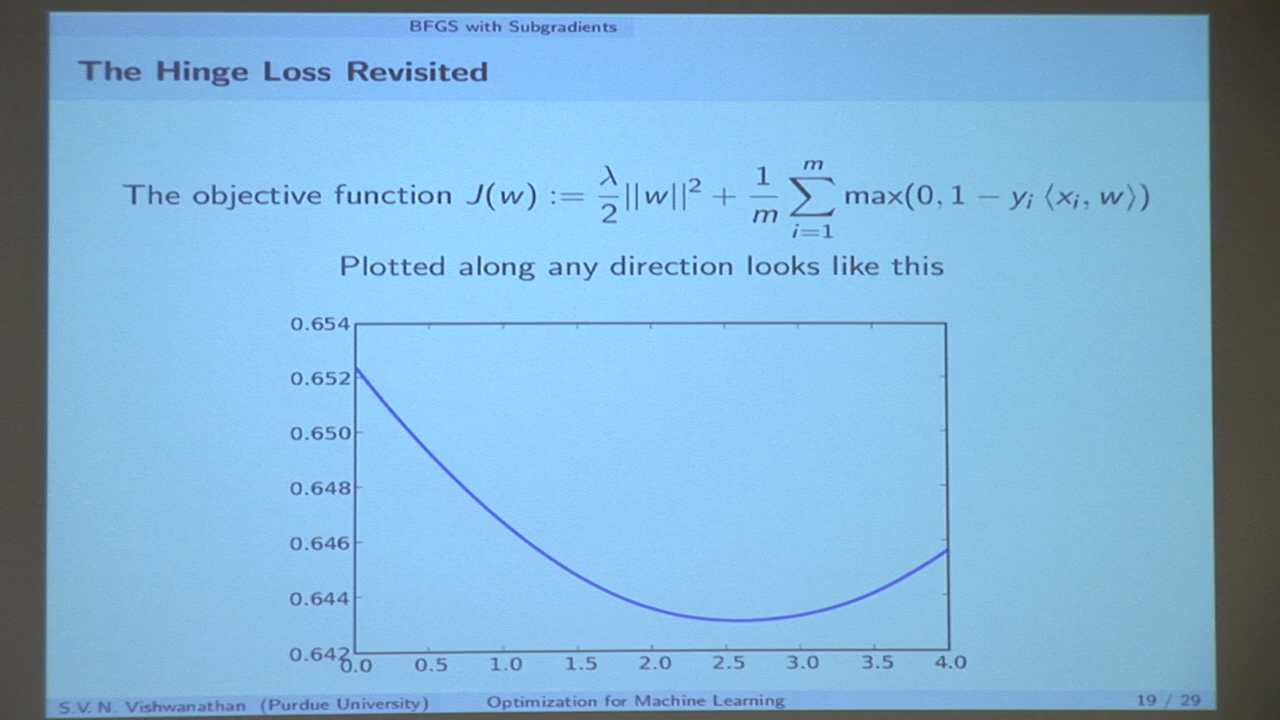 BFGS with Subgradients
The Hinge Loss Revisited
The objective function J(w) := λ/2 ||w||² + 1/m ∑_{i=1}^{m} max(0, 1 − y_i ⟨x_i, w⟩)
Plotted along any direction looks like this
0.654
0.652
0.650
0.648
0.646
0.644
0.642
0.0 0.5 1.0 1.5 2.0 2.5 3.0 3.5 4.0
S.V. N. Vishwanathan (Purdue University) Optimization for Machine Learning 19 / 29